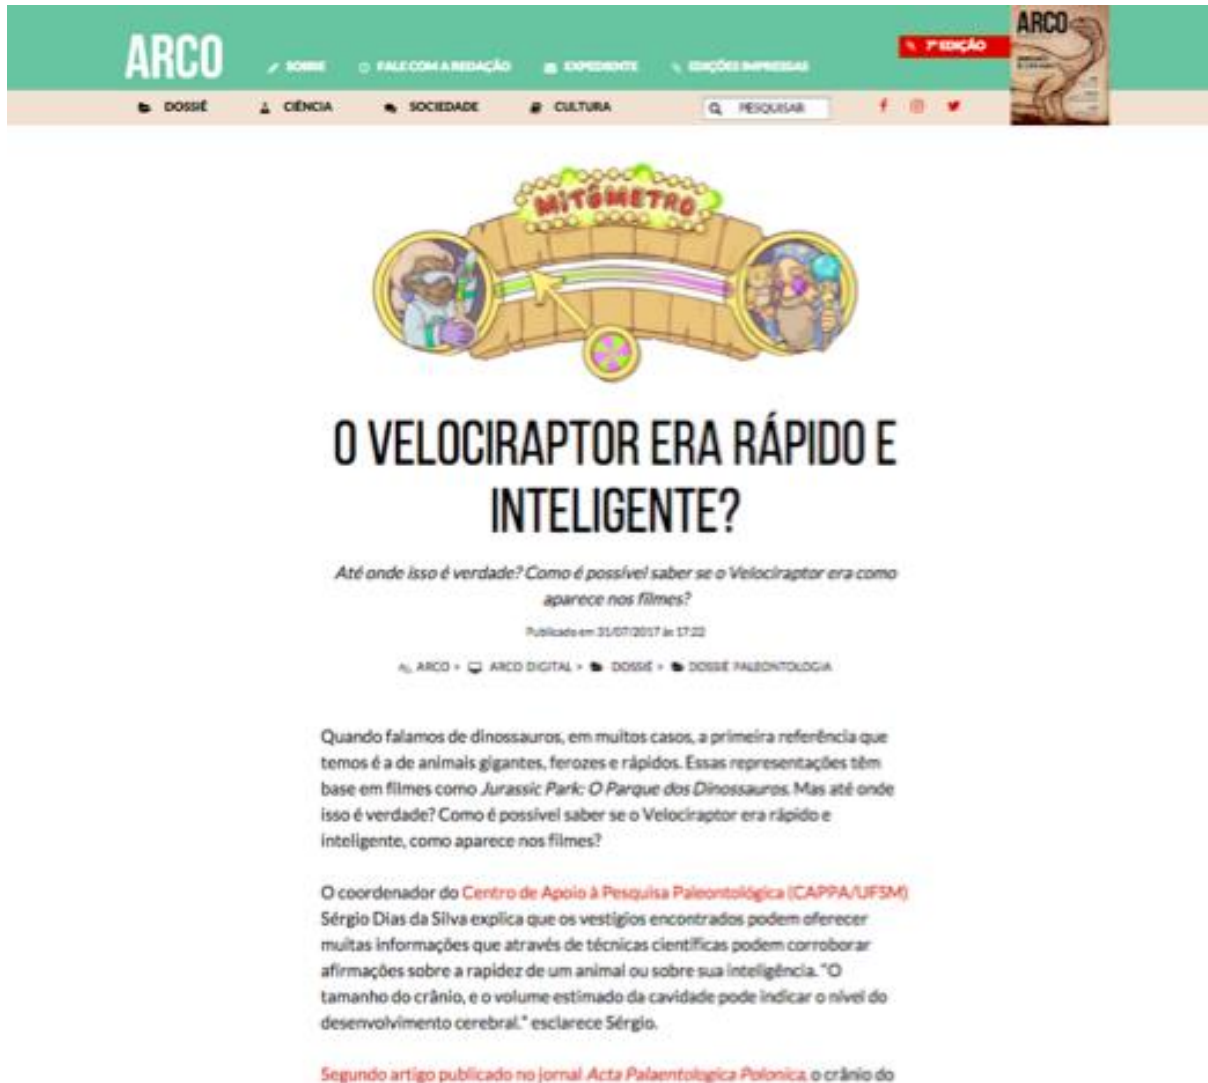 ARCO
SOBRE FALE COM A REDAÇÃO EXPEDIENTE EDIÇÕES IMPRESSAS
7ª EDIÇÃO
ARCO
DOSSIÊ CIÊNCIA SOCIEDADE CULTURA PESQUISAR
MITÔMETRO
O VELOCIRAPTOR ERA RÁPIDO E
INTELIGENTE?
Até onde isso é verdade? Como é possível saber se o Velociraptor era como
aparece nos filmes?
Publicado em 31/07/2017 às 17:22
ARCO > ARCO DIGITAL > DOSSIÊ > DOSSIÊ PALEONTOLOGIA
Quando falamos de dinossauros, em muitos casos, a primeira referência que
temos é a de animais gigantes, ferozes e rápidos. Essas representações têm
base em filmes como Jurassic Park: O Parque dos Dinossauros. Mas até onde
isso é verdade? Como é possível saber se o Velociraptor era rápido e
inteligente, como aparece nos filmes?
O coordenador do Centro de Apoio à Pesquisa Paleontológica (CAPPA/UFSM)
Sérgio Dias da Silva explica que os vestígios encontrados podem oferecer
muitas informações que através de técnicas científicas podem corroborar
afirmações sobre a rapidez de um animal ou sobre sua inteligência. "O
tamanho do crânio, e o volume estimado da cavidade pode indicar o nível do
desenvolvimento cerebral." esclarece Sérgio.
Segundo artigo publicado no jornal Acta Palaentologica Polonica, o crânio do